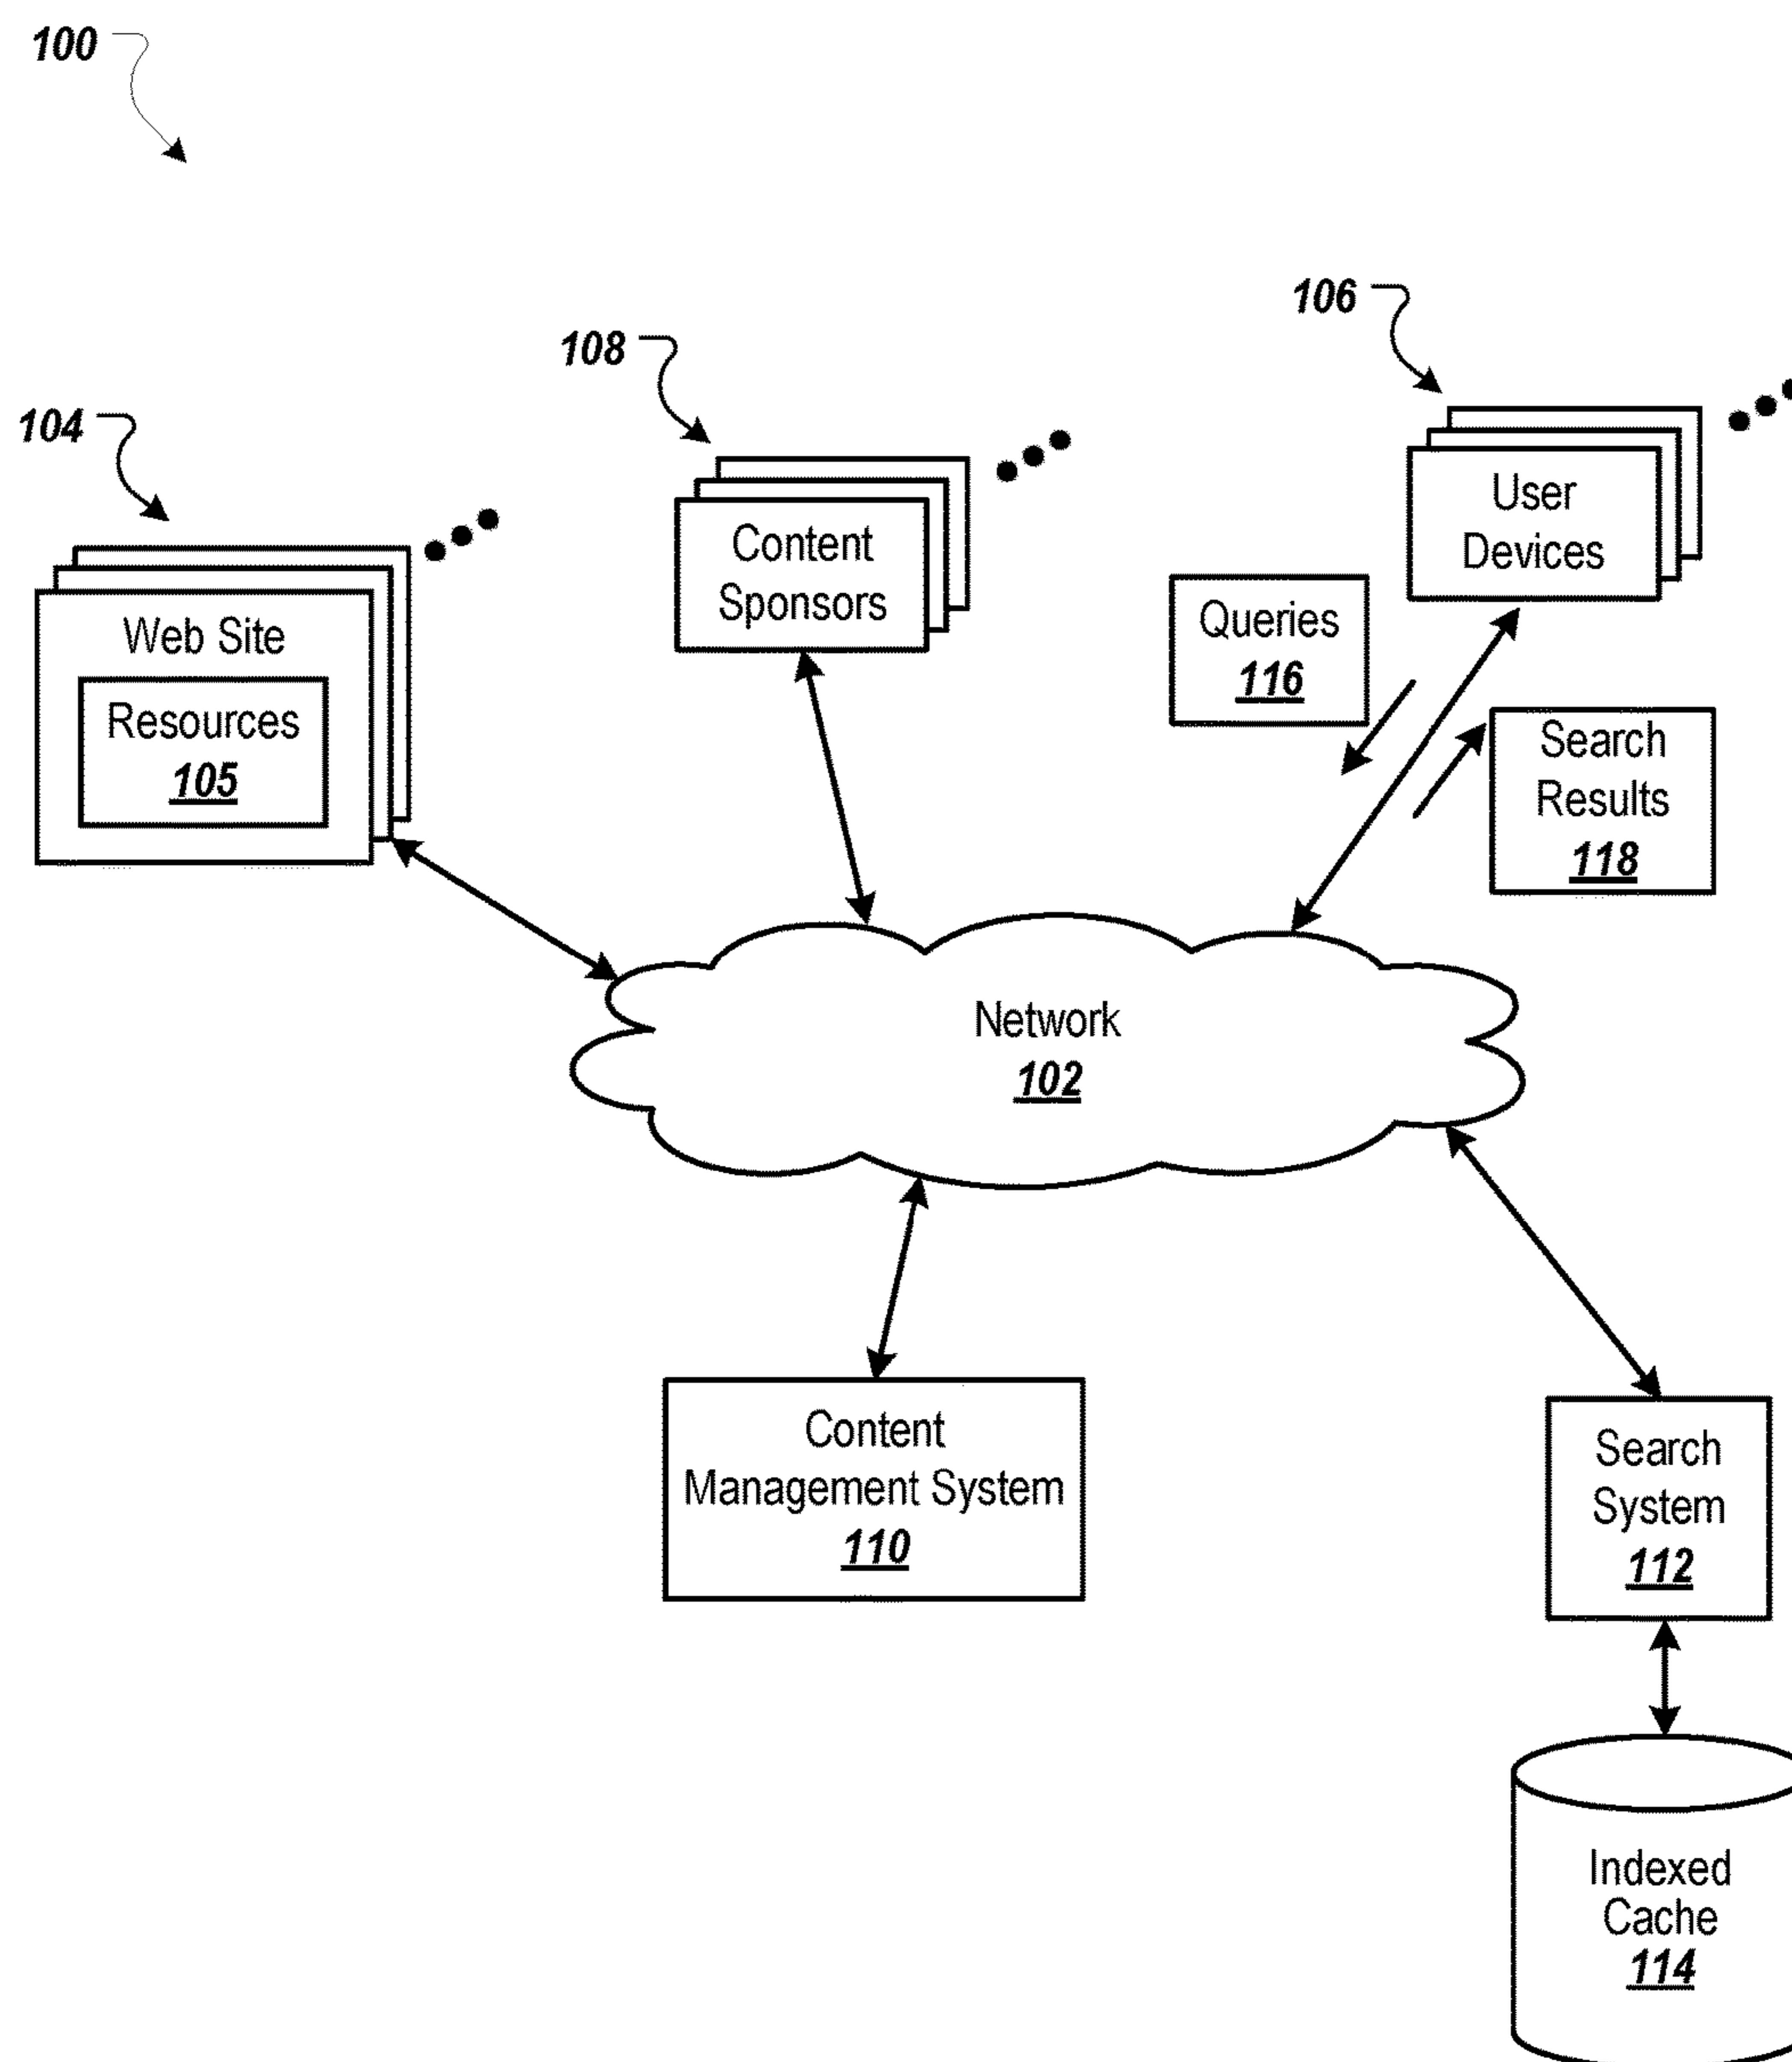 100
106
108
104
User
Devices
Content
Sponsors
Queries
116
Web Site
Resources
105
Search
Results
118
Network
102
Content
Management System
110
Search
System
112
Indexed
Cache
114